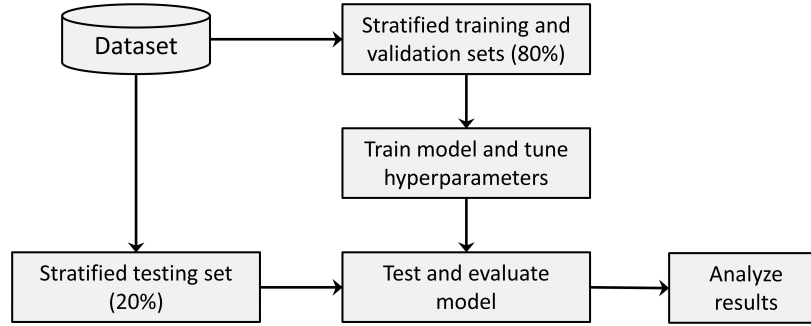 Dataset
Stratified training and
validation sets (80%)
Train model and tune
hyperparameters
Stratified testing set
(20%)
Test and evaluate
model
Analyze
results